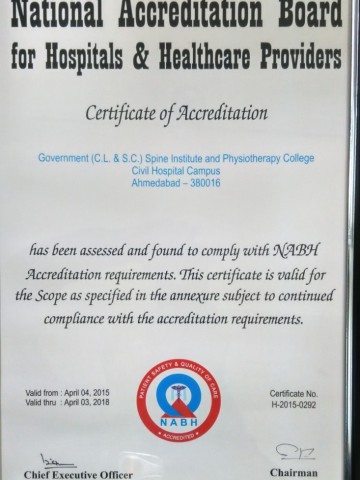 National Accreditation Board
for Hospitals & Healthcare Providers
Certificate of Accreditation
Government (C.L. & S.C.) Spine Institute and Physiotherapy College
Civil Hospital Campus
Ahmedabad – 380016
has been assessed and found to comply with NABH
Accreditation requirements. This certificate is valid for
the Scope as specified in the annexure subject to continued
compliance with the accreditation requirements.
PATIENT SAFETY & QUALITY OF CARE
NABH
ACCREDITED
Valid from : April 04, 2015
Valid thru : April 03, 2018
Certificate No.
H-2015-0292
Chief Executive Officer
Chairman